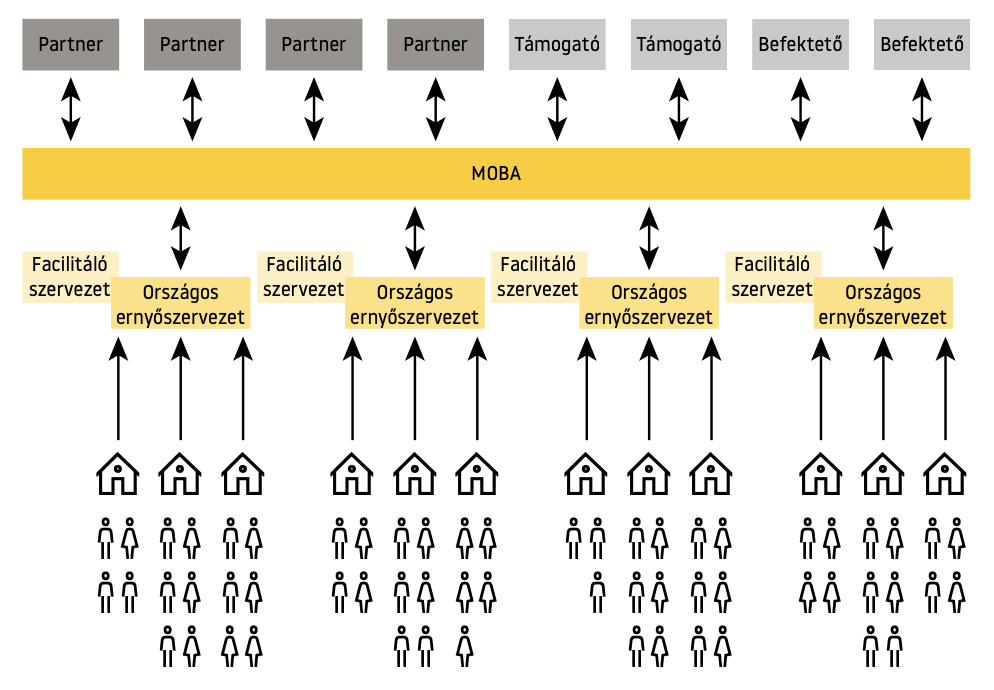 Partner
Partner
Partner
Partner
Támogató
Támogató
Befektető
Befektető
MOBA
Facilitáló
szervezet
Országos
ernyőszervezet
Facilitáló
szervezet
Országos
ernyőszervezet
Facilitáló
szervezet
Országos
ernyőszervezet
Facilitáló
szervezet
Országos
ernyőszervezet